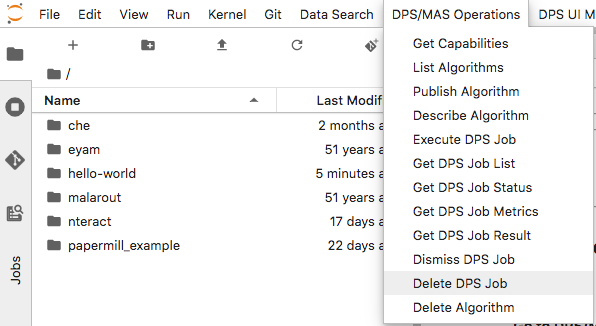 File Edit View Run Kernel Git Data Search DPS/MAS Operations DPS UI M
/
Name Last Modif
che 2 months a
eyam 51 years a
hello-world 5 minutes a
malarout 51 years a
nteract 17 days a
papermill_example 22 days a
Jobs
Get Capabilities
List Algorithms
Publish Algorithm
Describe Algorithm
Execute DPS Job
Get DPS Job List
Get DPS Job Status
Get DPS Job Metrics
Get DPS Job Result
Dismiss DPS Job
Delete DPS Job
Delete Algorithm